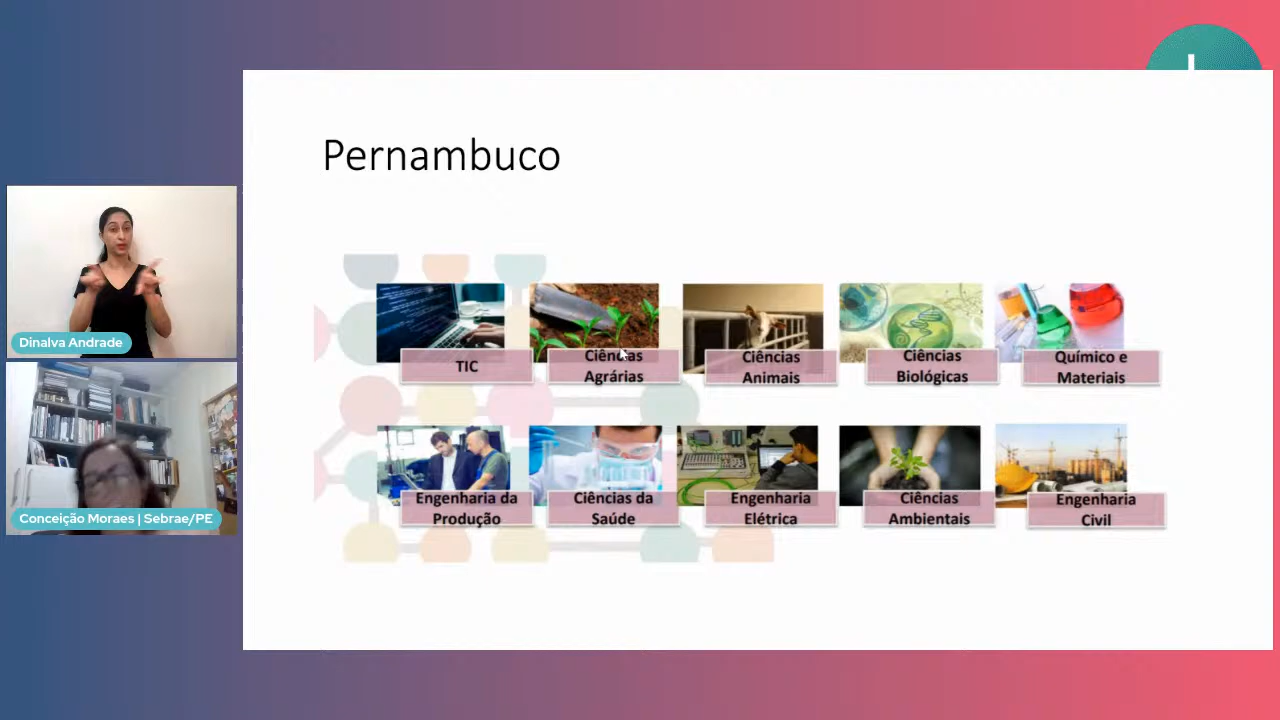 Pernambuco
TIC
Ciências
Agrárias
Ciências
Animais
Ciências
Biológicas
Químico e
Materiais
Engenharia da
Produção
Ciências da
Saúde
Engenharia
Elétrica
Ciências
Ambientais
Engenharia
Civil
Dinalva Andrade
Conceição Moraes | Sebrae/PE